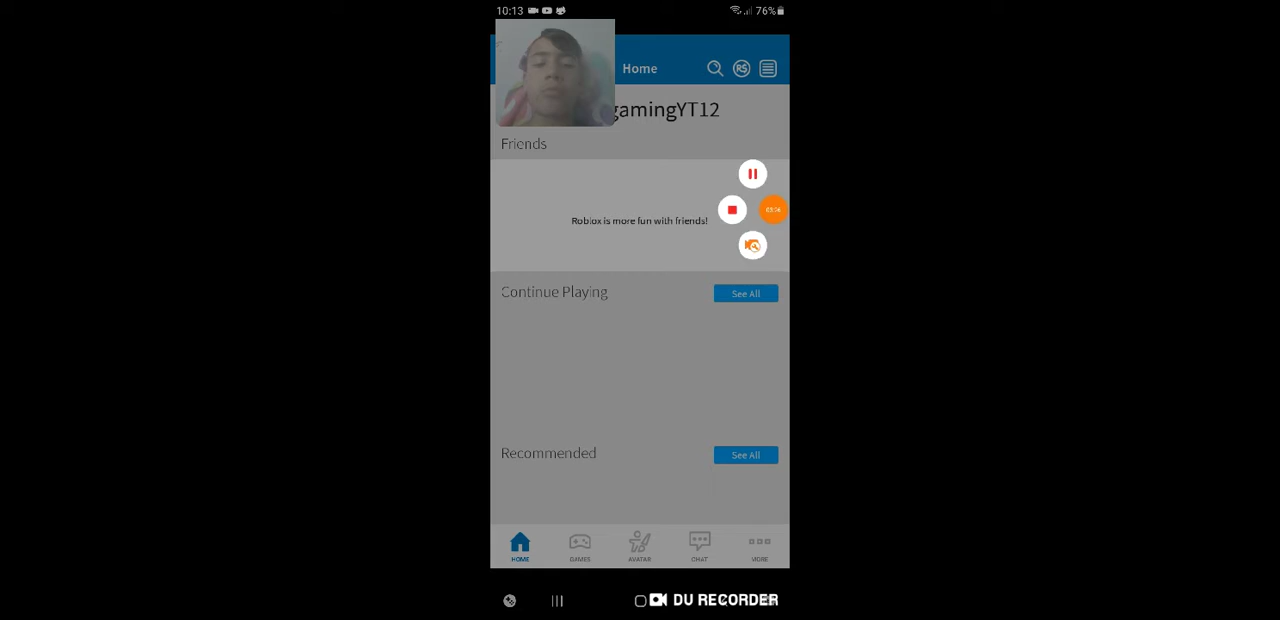 10:13
76%
Home
gamingYT12
Friends
Roblox is more fun with friends!
Continue Playing
See All
Recommended
See All
HOME
GAMES
AVATAR
CHAT
MORE
DU RECORDER